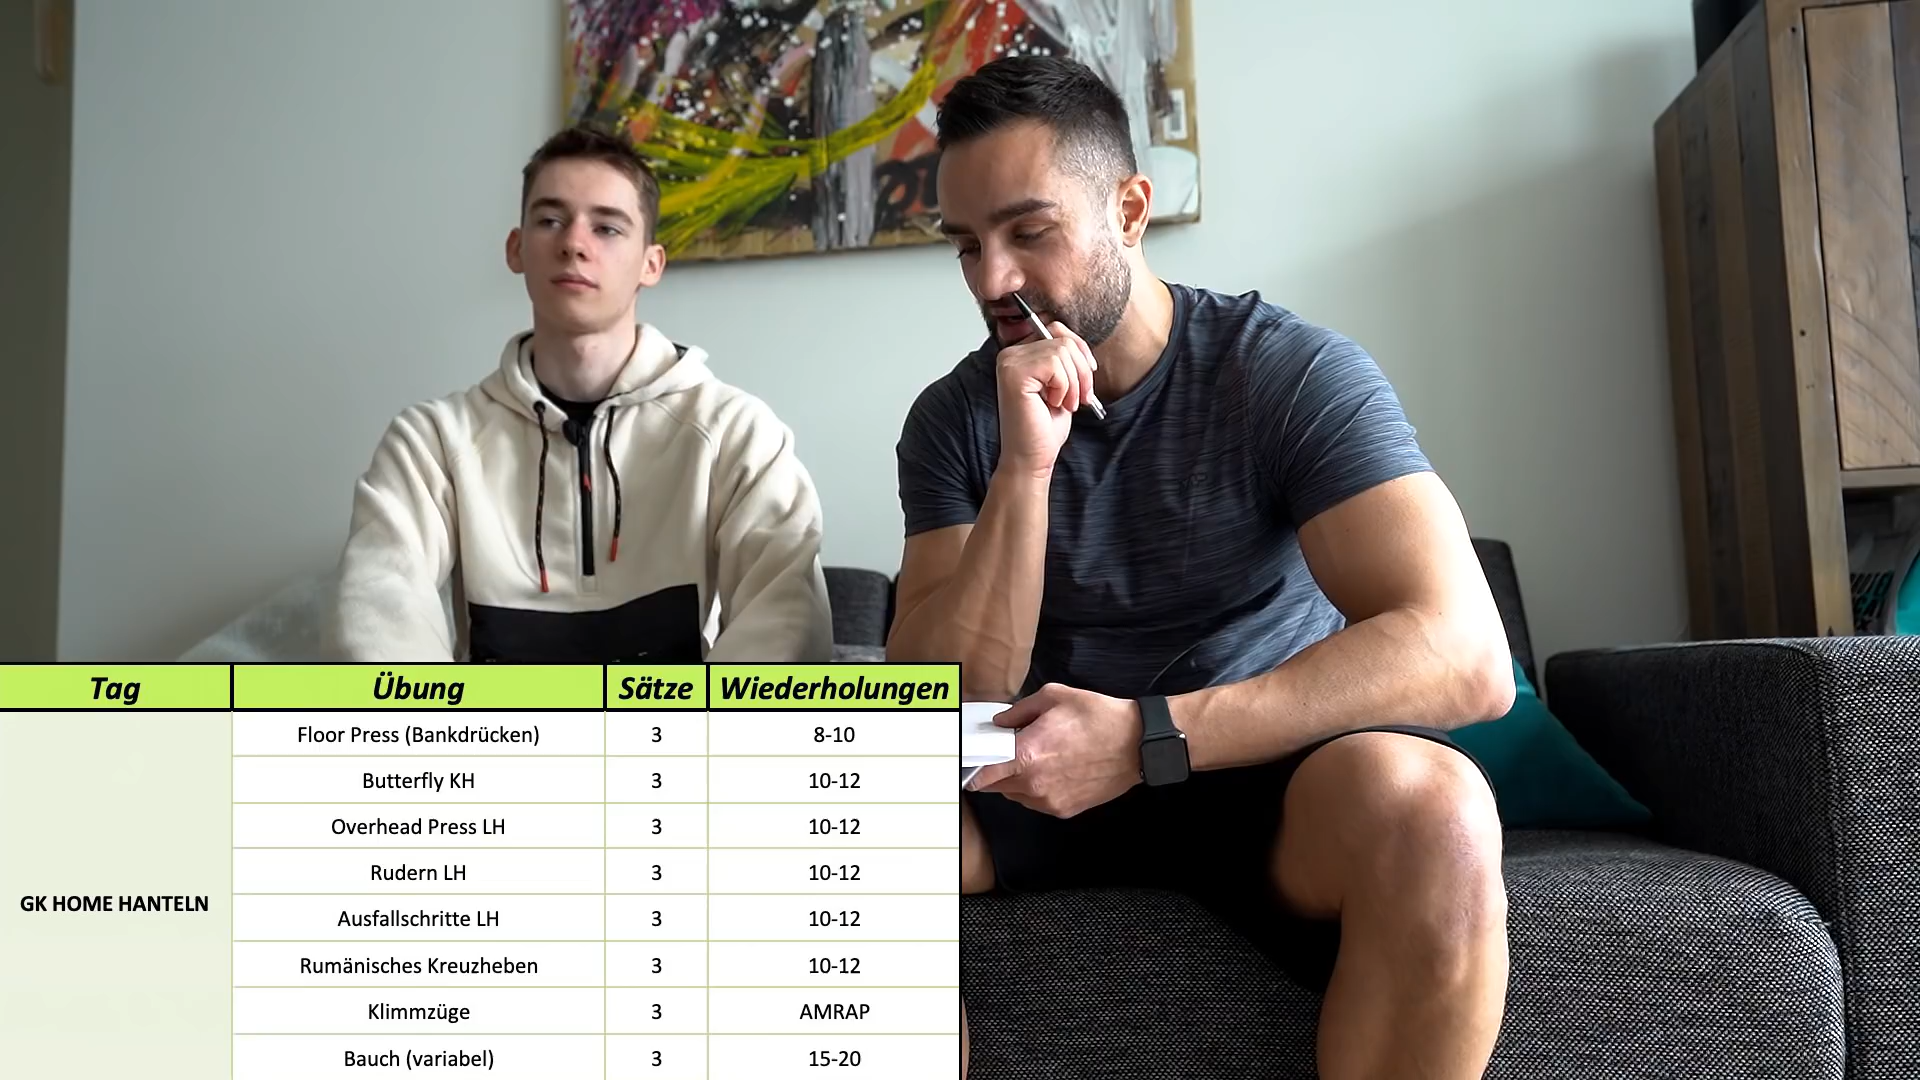 Tag Übung Sätze Wiederholungen
Floor Press (Bankdrücken) 3 8-10
Butterfly KH 3 10-12
Overhead Press LH 3 10-12
Rudern LH 3 10-12
GK HOME HANTELN
Ausfallschritte LH 3 10-12
Rumänisches Kreuzheben 3 10-12
Klimmzüge 3 AMRAP
Bauch (variabel) 3 15-20